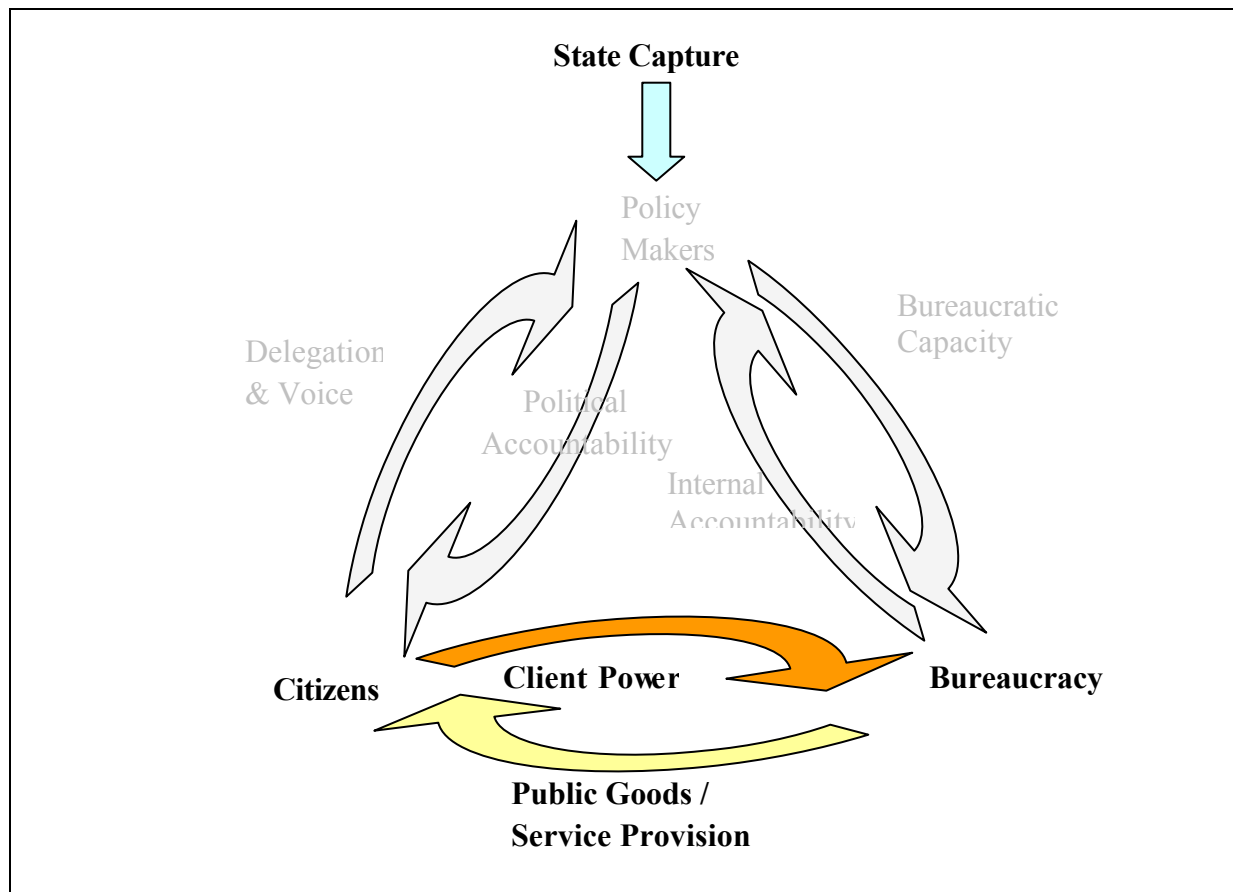 State Capture
Policy
Makers
Bureaucratic
Capacity
Delegation
& Voice
Political
Accountability
Internal
Accountability
Citizens
Client Power
Bureaucracy
Public Goods /
Service Provision